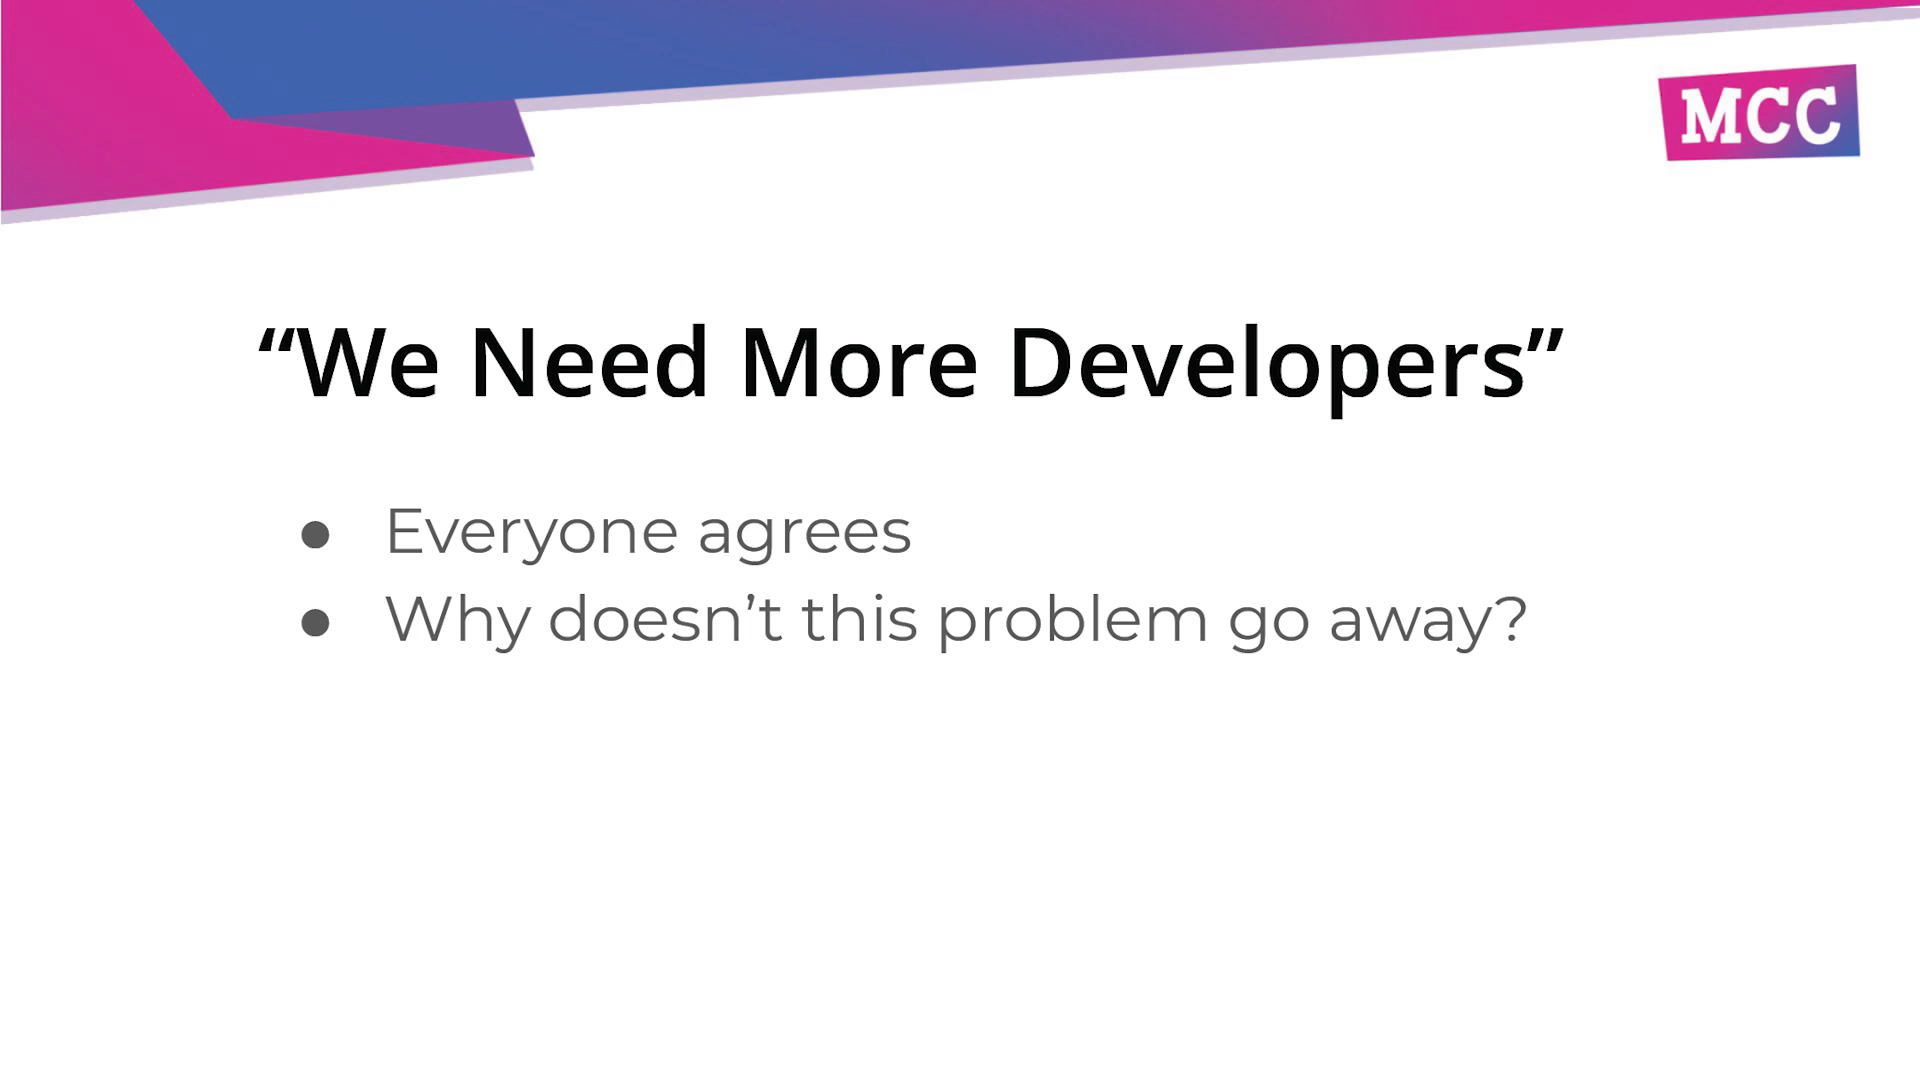 MCC
“We Need More Developers”
● Everyone agrees
● Why doesn’t this problem go away?